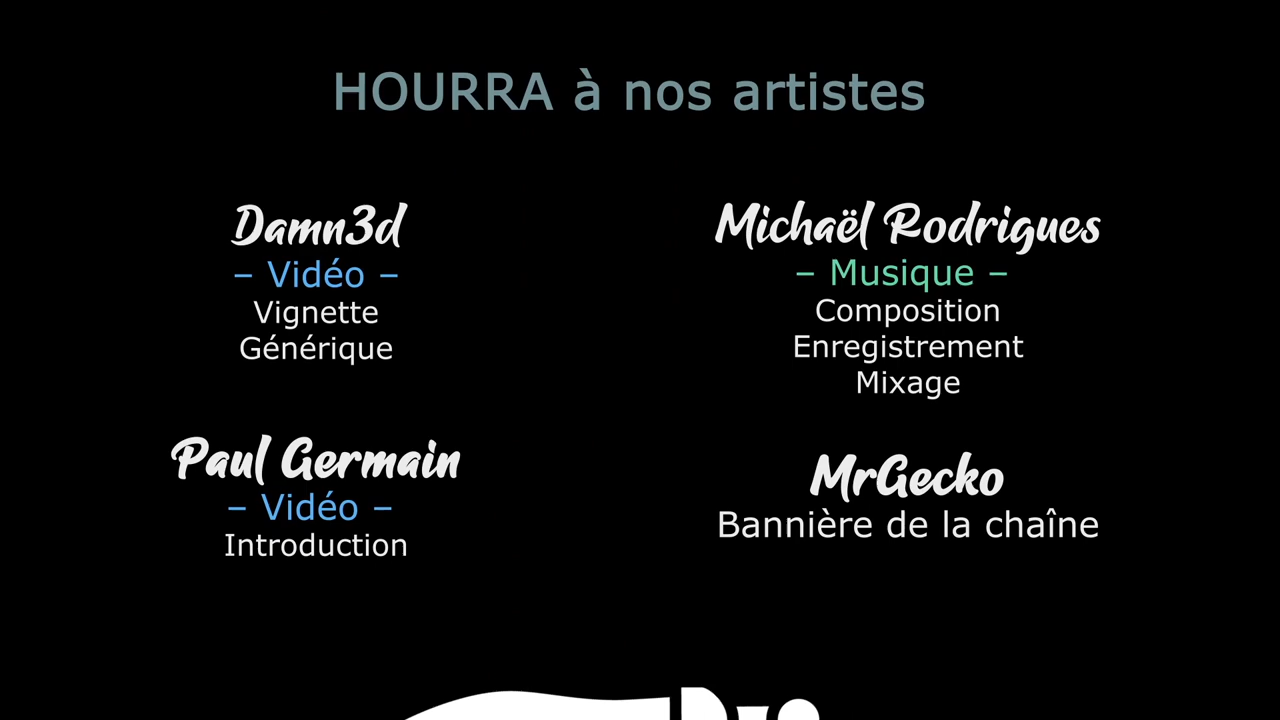 HOURRA à nos artistes
Damn3d
– Vidéo –
Vignette
Générique
Michaël Rodrigues
– Musique –
Composition
Enregistrement
Mixage
Paul Germain
– Vidéo –
Introduction
MrGecko
Bannière de la chaîne